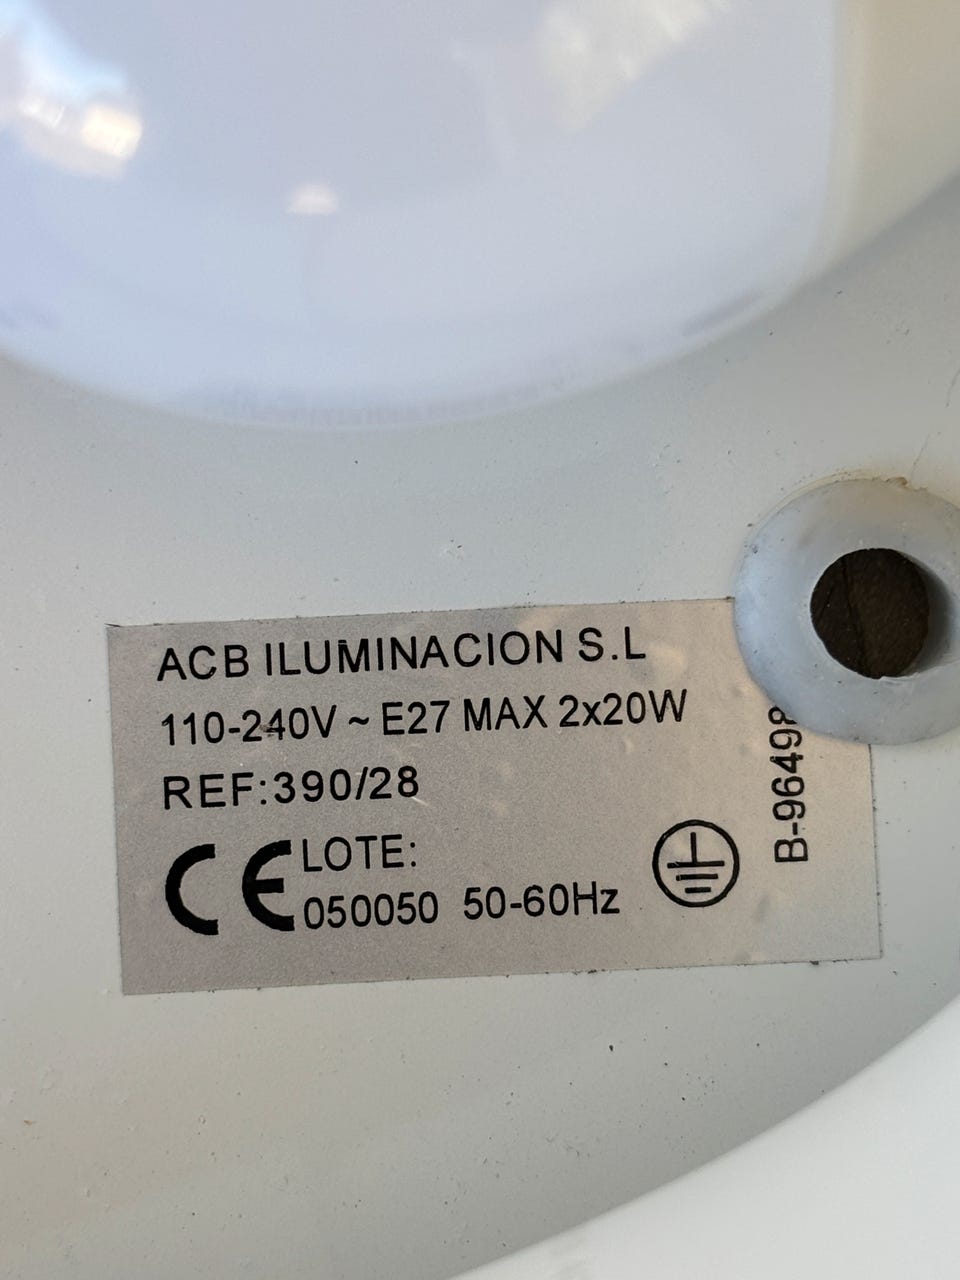 ACB ILUMINACION S.L
110-240V ~ E27 MAX 2x20W
REF:390/28
CE LOTE:
050050 50-60Hz
B-96498